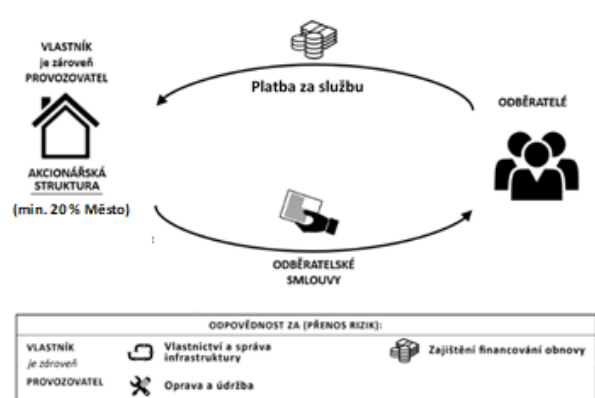 VLASTNÍK
je zároveň
PROVOZOVATEL
AKCIONÁŘSKÁ
STRUKTURA
(min. 20 % Město)
Platba za službu
ODBĚRATELÉ
:
ODBĚRATELSKÉ
SMLOUVY
ODPOVĚDNOST ZA (PŘENOS RIZIK):
VLASTNÍK
je zároveň
PROVOZOVATEL
Vlastnictví a správa
infrastruktury
Oprava a údržba
Zajištění financování obnovy